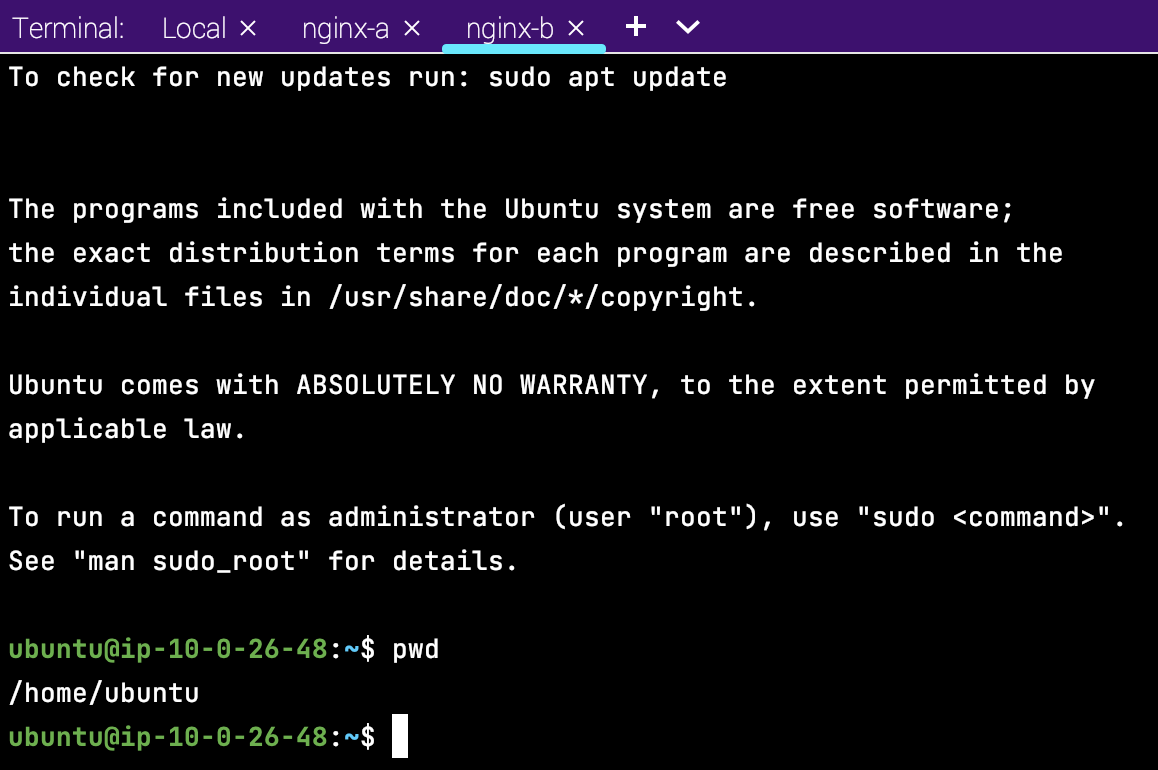 Terminal: Local × nginx-a × nginx-b × +
To check for new updates run: sudo apt update
The programs included with the Ubuntu system are free software;
the exact distribution terms for each program are described in the
individual files in /usr/share/doc/*/copyright.
Ubuntu comes with ABSOLUTELY NO WARRANTY, to the extent permitted by
applicable law.
To run a command as administrator (user "root"), use "sudo <command>".
See "man sudo_root" for details.
ubuntu@ip-10-0-26-48:~$ pwd
/home/ubuntu
ubuntu@ip-10-0-26-48:~$